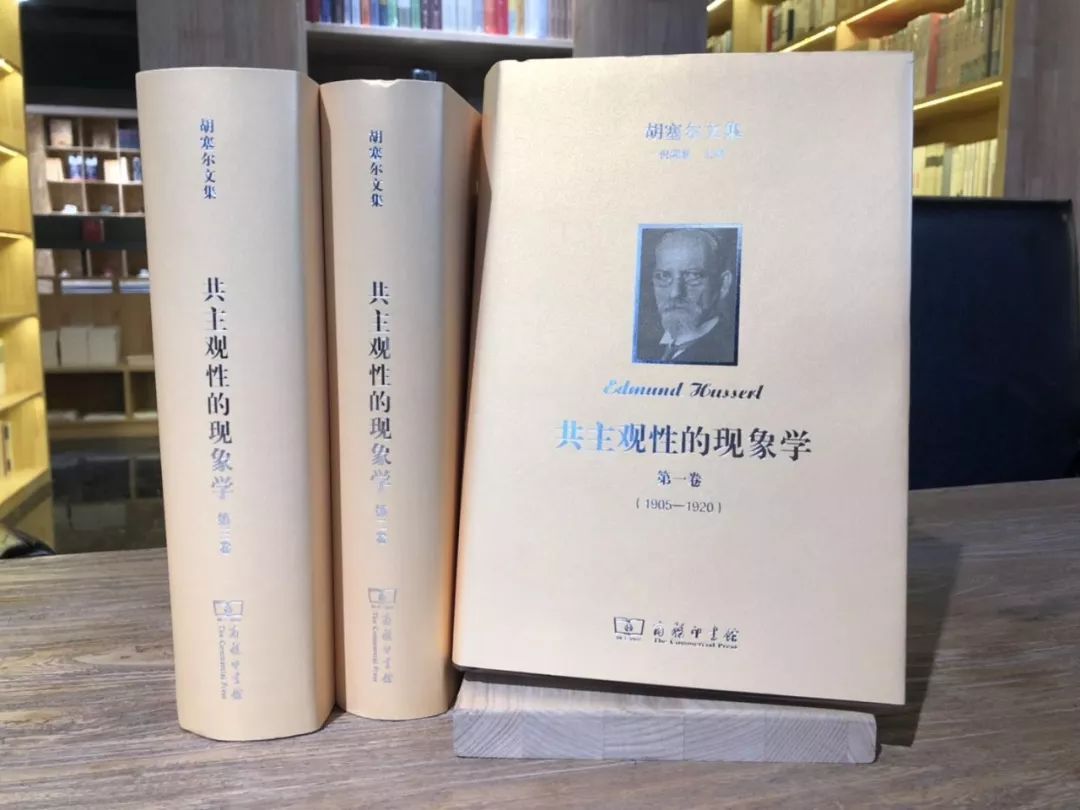 胡塞尔文集
共主观性的现象学
第三卷
商务印书馆
The Commercial Press
胡塞尔文集
共主观性的现象学
第二卷
商务印书馆
The Commercial Press
胡塞尔文集
Edmund Husserl
共主观性的现象学
第一卷
（1905—1920）
商务印书馆
The Commercial Press